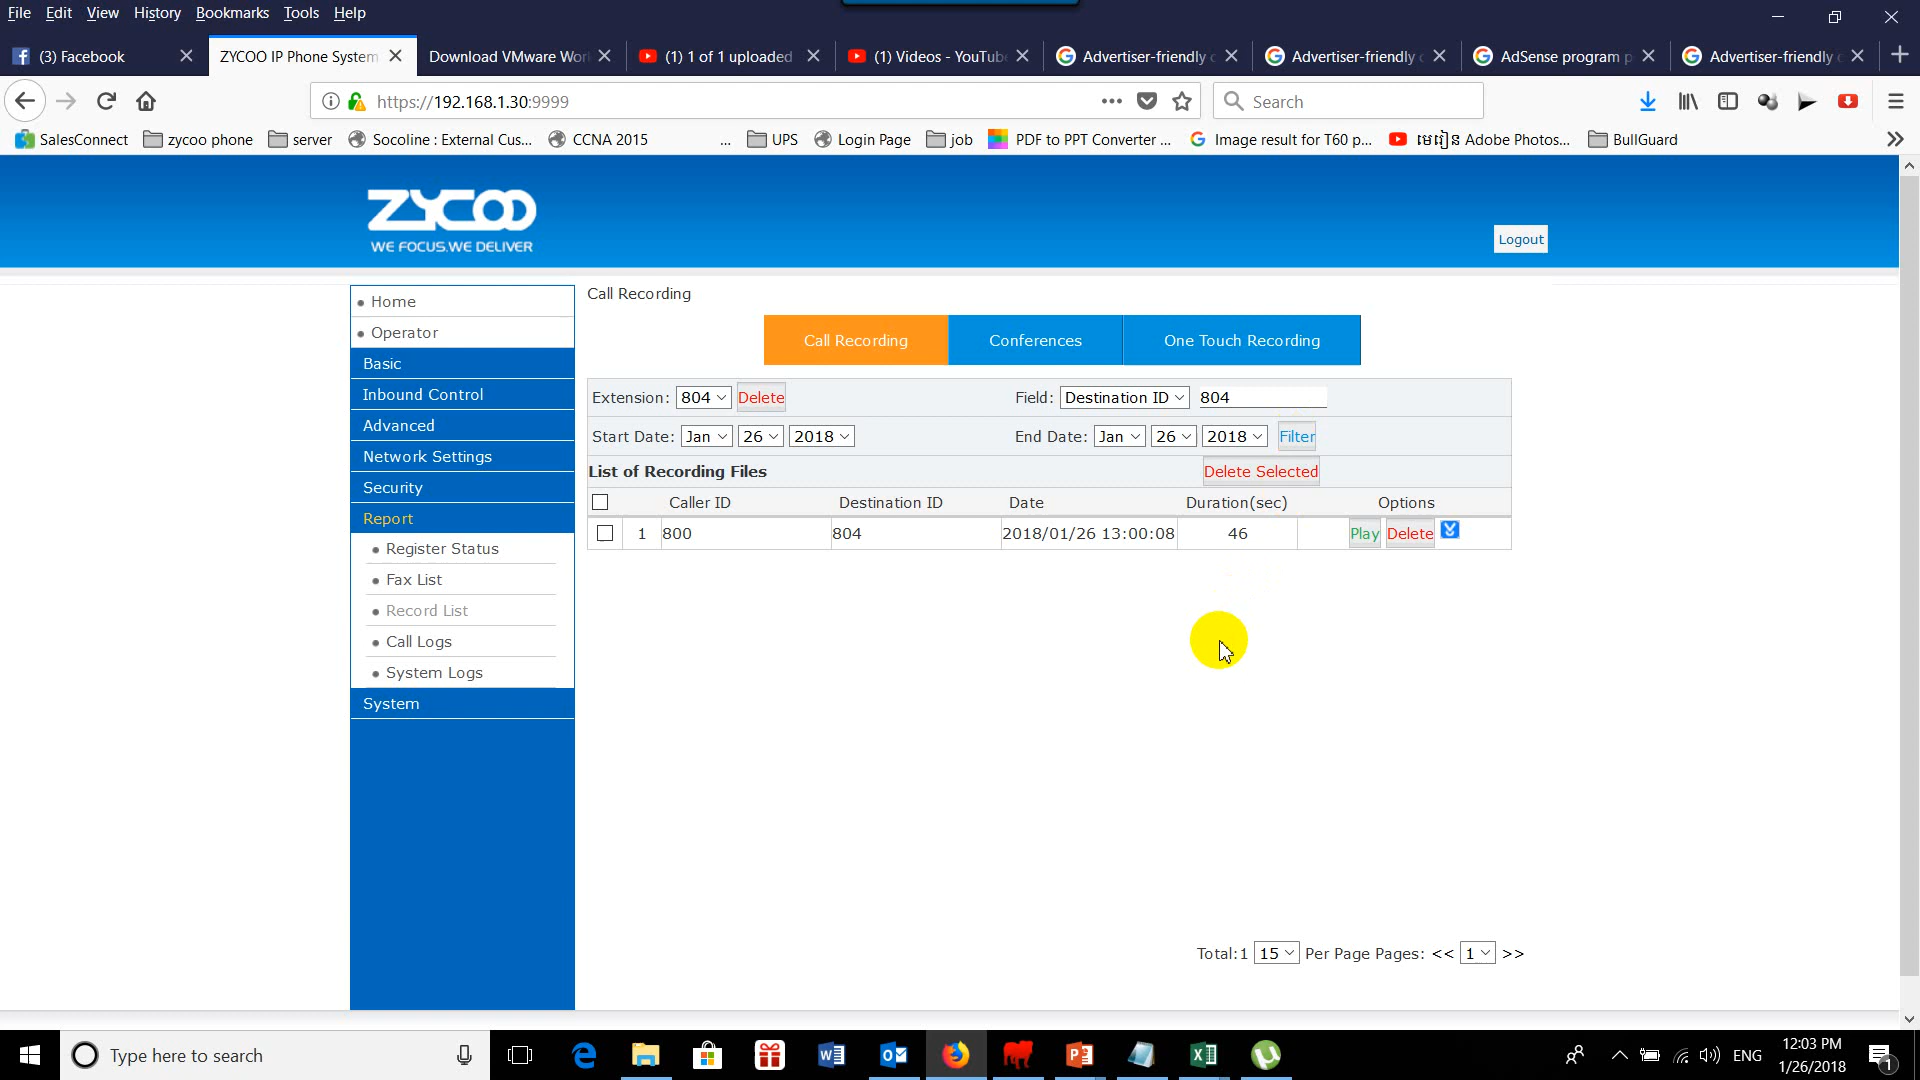 File Edit View History Bookmarks Tools Help
(3) Facebook
ZYCOO IP Phone System
Download VMware Wor
(1) 1 of 1 uploaded
(1) Videos - YouTube
Advertiser-friendly c
Advertiser-friendly c
AdSense program p
Advertiser-friendly c
https://192.168.1.30:9999
Search
SalesConnect zycoo phone server Socoline : External Cus... CCNA 2015 ... UPS Login Page job PDF to PPT Converter ... Image result for T60 p... មេរៀន Adobe Photos... BullGuard
ZYCOO
WE FOCUS.WE DELIVER
Logout
Home
Operator
Basic
Inbound Control
Advanced
Network Settings
Security
Report
Register Status
Fax List
Record List
Call Logs
System Logs
System
Call Recording
Call Recording Conferences One Touch Recording
Extension: 804 Delete Field: Destination ID 804
Start Date: Jan 26 2018 End Date: Jan 26 2018 Filter
List of Recording Files Delete Selected
Caller ID Destination ID Date Duration(sec) Options
1 800 804 2018/01/26 13:00:08 46 Play Delete
Total:1 15 Per Page Pages: << 1 >>
Type here to search
ENG
12:03 PM
1/26/2018
1